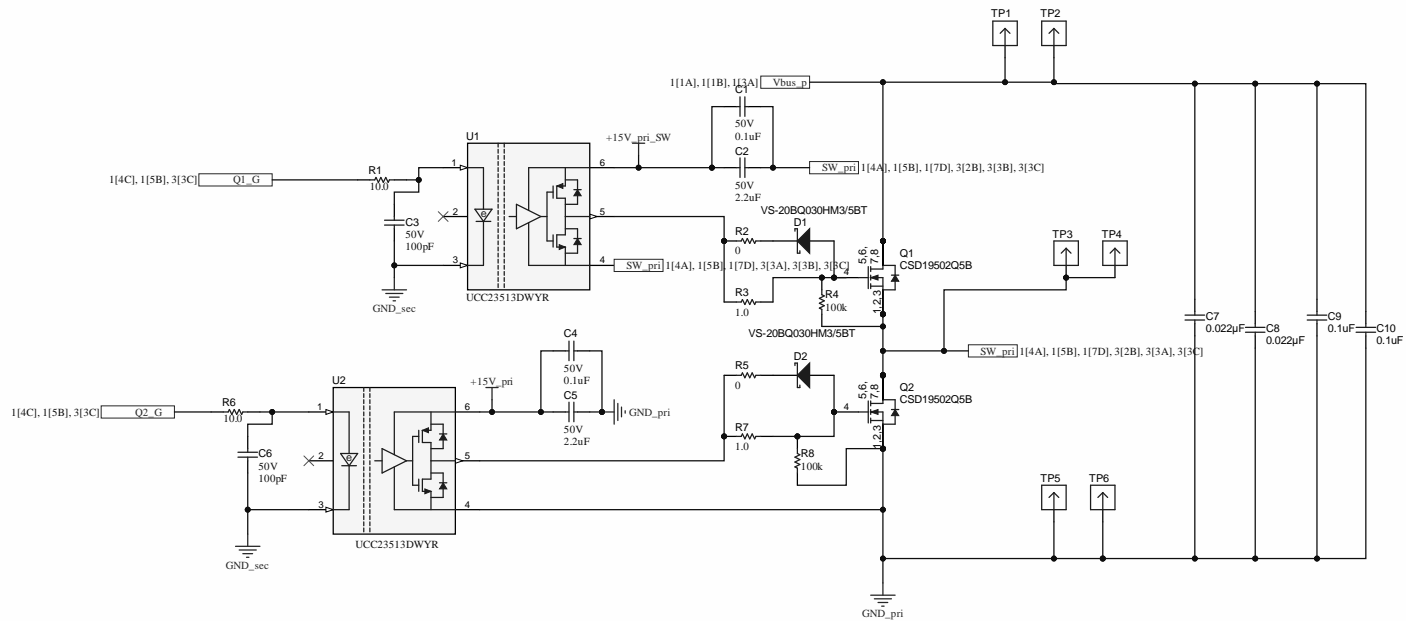 TP1
TP2
1[1A], 1[1B], 1[3A]
Vbus_p
C1
50V
0.1uF
U1
+15V_pri_SW
C2
50V
2.2uF
SW_pri
1[4A], 1[5B], 1[7D], 3[2B], 3[3B], 3[3C]
1[4C], 1[5B], 3[3C]
Q1_G
R1
10.0
1
6
VS-20BQ030HM3/5BT
C3
50V
100pF
2
e
5
R2
0
D1
TP3
TP4
3
4
SW_pri
1[4A], 1[5B], 1[7D], 3[3A], 3[3B], 3[3C]
5,6,
7,8
Q1
CSD19502Q5B
4
1,2,3
GND_sec
UCC23513DWYR
R3
1.0
R4
100k
VS-20BQ030HM3/5BT
C7
0.022µF
C8
0.022µF
C9
0.1uF
C10
0.1uF
C4
50V
0.1uF
SW_pri
1[4A], 1[5B], 1[7D], 3[2B], 3[3A], 3[3C]
U2
+15V_pri
C5
50V
2.2uF
GND_pri
R5
0
D2
5,6,
7,8
Q2
CSD19502Q5B
4
1,2,3
1[4C], 1[5B], 3[3C]
Q2_G
R6
10.0
1
6
R7
1.0
R8
100k
C6
50V
100pF
2
e
5
TP5
TP6
3
4
GND_sec
UCC23513DWYR
GND_pri